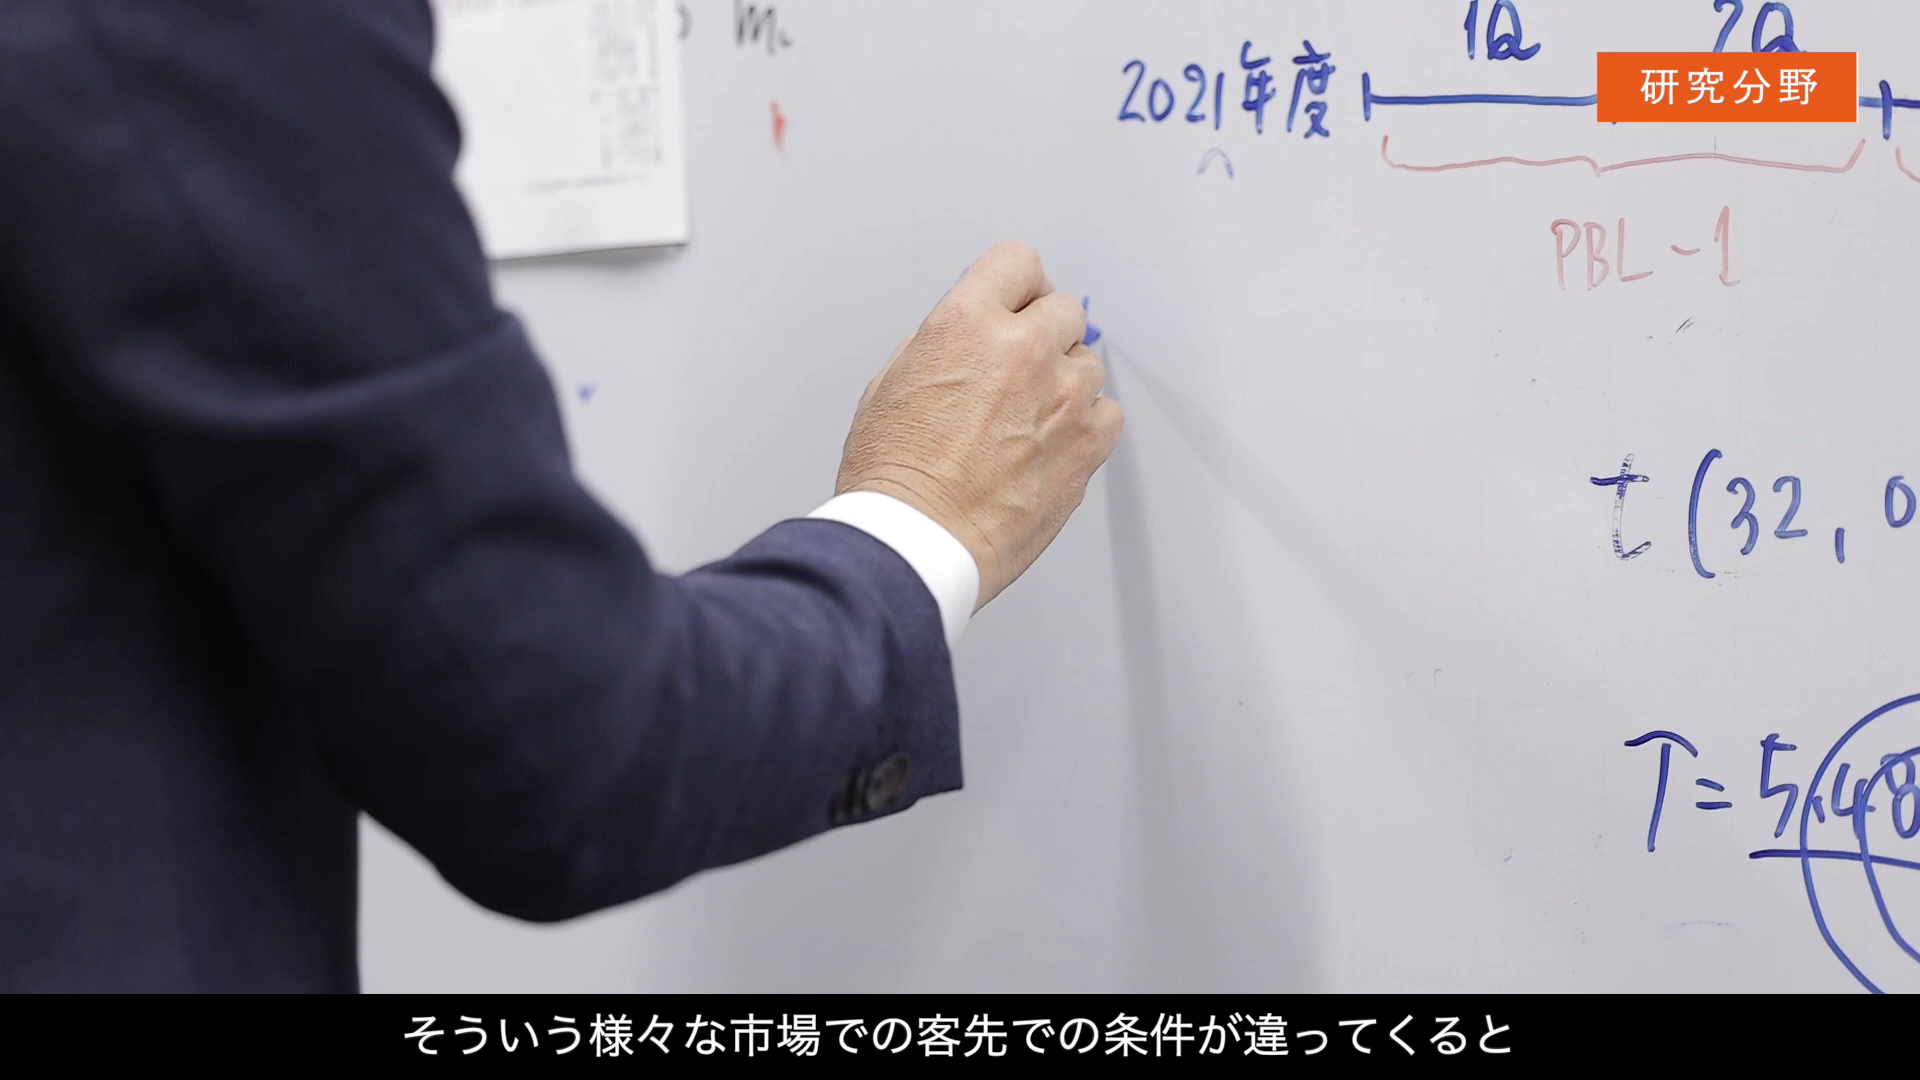 1Q 2Q
2021年度
研究分野
PBL-1
t (32, 0
T = 5.48
そういう様々な市場での客先での条件が違ってくると